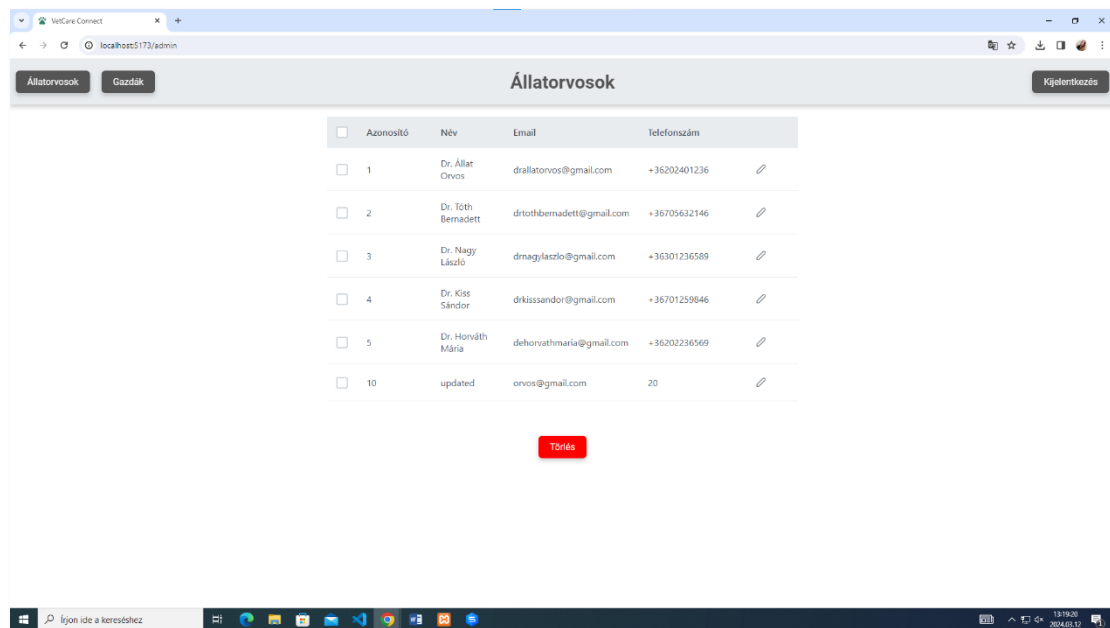 VetCare Connect
localhost:5173/admin
Állatorvosok
Gazdák
Állatorvosok
Kijelentkezés
Azonosító Név Email Telefonszám
1 Dr. Állat Orvos drallatorvos@gmail.com +36202401236
2 Dr. Tóth Bernadett drtothbernadett@gmail.com +36705632146
3 Dr. Nagy László drnagylaszlo@gmail.com +36301236589
4 Dr. Kiss Sándor drkisssandor@gmail.com +36701259846
5 Dr. Horváth Mária dehorvathmaria@gmail.com +36202236569
10 updated orvos@gmail.com 20
Törlés
Írjon ide a kereséshez
13:19:20
2024.03.12